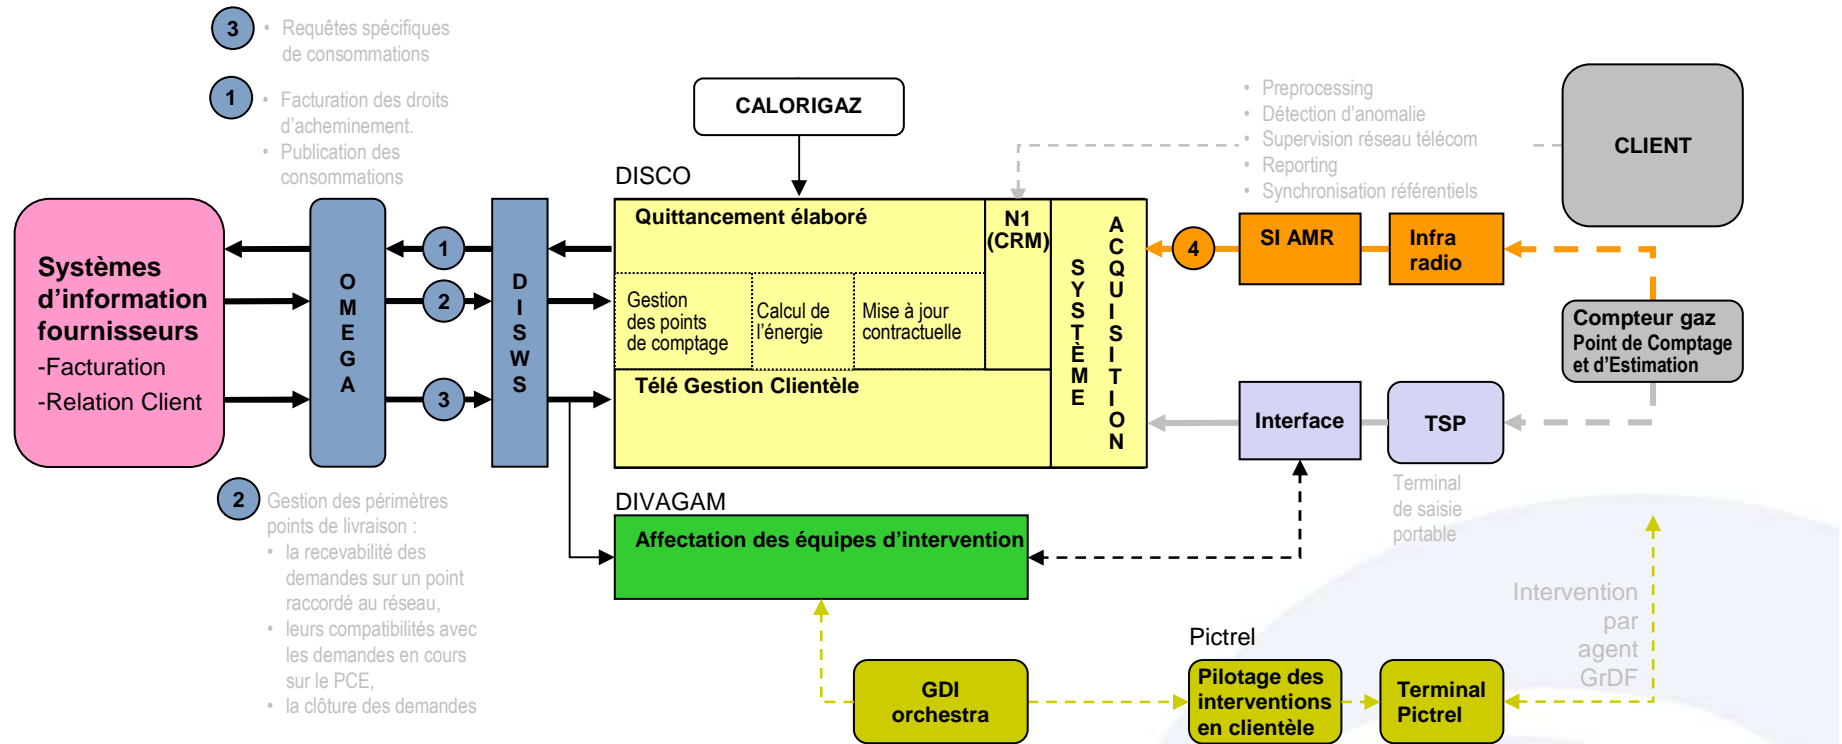 3
• Requêtes spécifiques
de consommations
1
• Facturation des droits
d’acheminement.
• Publication des
consommations
CALORIGAZ
• Preprocessing
• Détection d’anomalie
• Supervision réseau télécom
• Reporting
• Synchronisation référentiels
CLIENT
DISCO
Systèmes
d’information
fournisseurs
-Facturation
-Relation Client
OMEGA
1
2
3
DISWS
Quittancement élaboré
N1
(CRM)
Gestion
des points
de comptage
Calcul de
l’énergie
Mise à jour
contractuelle
Télé Gestion Clientèle
SYSTÈME
ACQUISITION
4
SI AMR
Infra
radio
Compteur gaz
Point de Comptage
et d’Estimation
Interface
TSP
Terminal
de saisie
portable
2
Gestion des périmètres
points de livraison :
• la recevabilité des
demandes sur un point
raccordé au réseau,
• leurs compatibilités avec
les demandes en cours
sur le PCE,
• la clôture des demandes
DIVAGAM
Affectation des équipes d’intervention
Intervention
par
agent
GrDF
GDI
orchestra
Pictrel
Pilotage des
interventions
en clientèle
Terminal
Pictrel